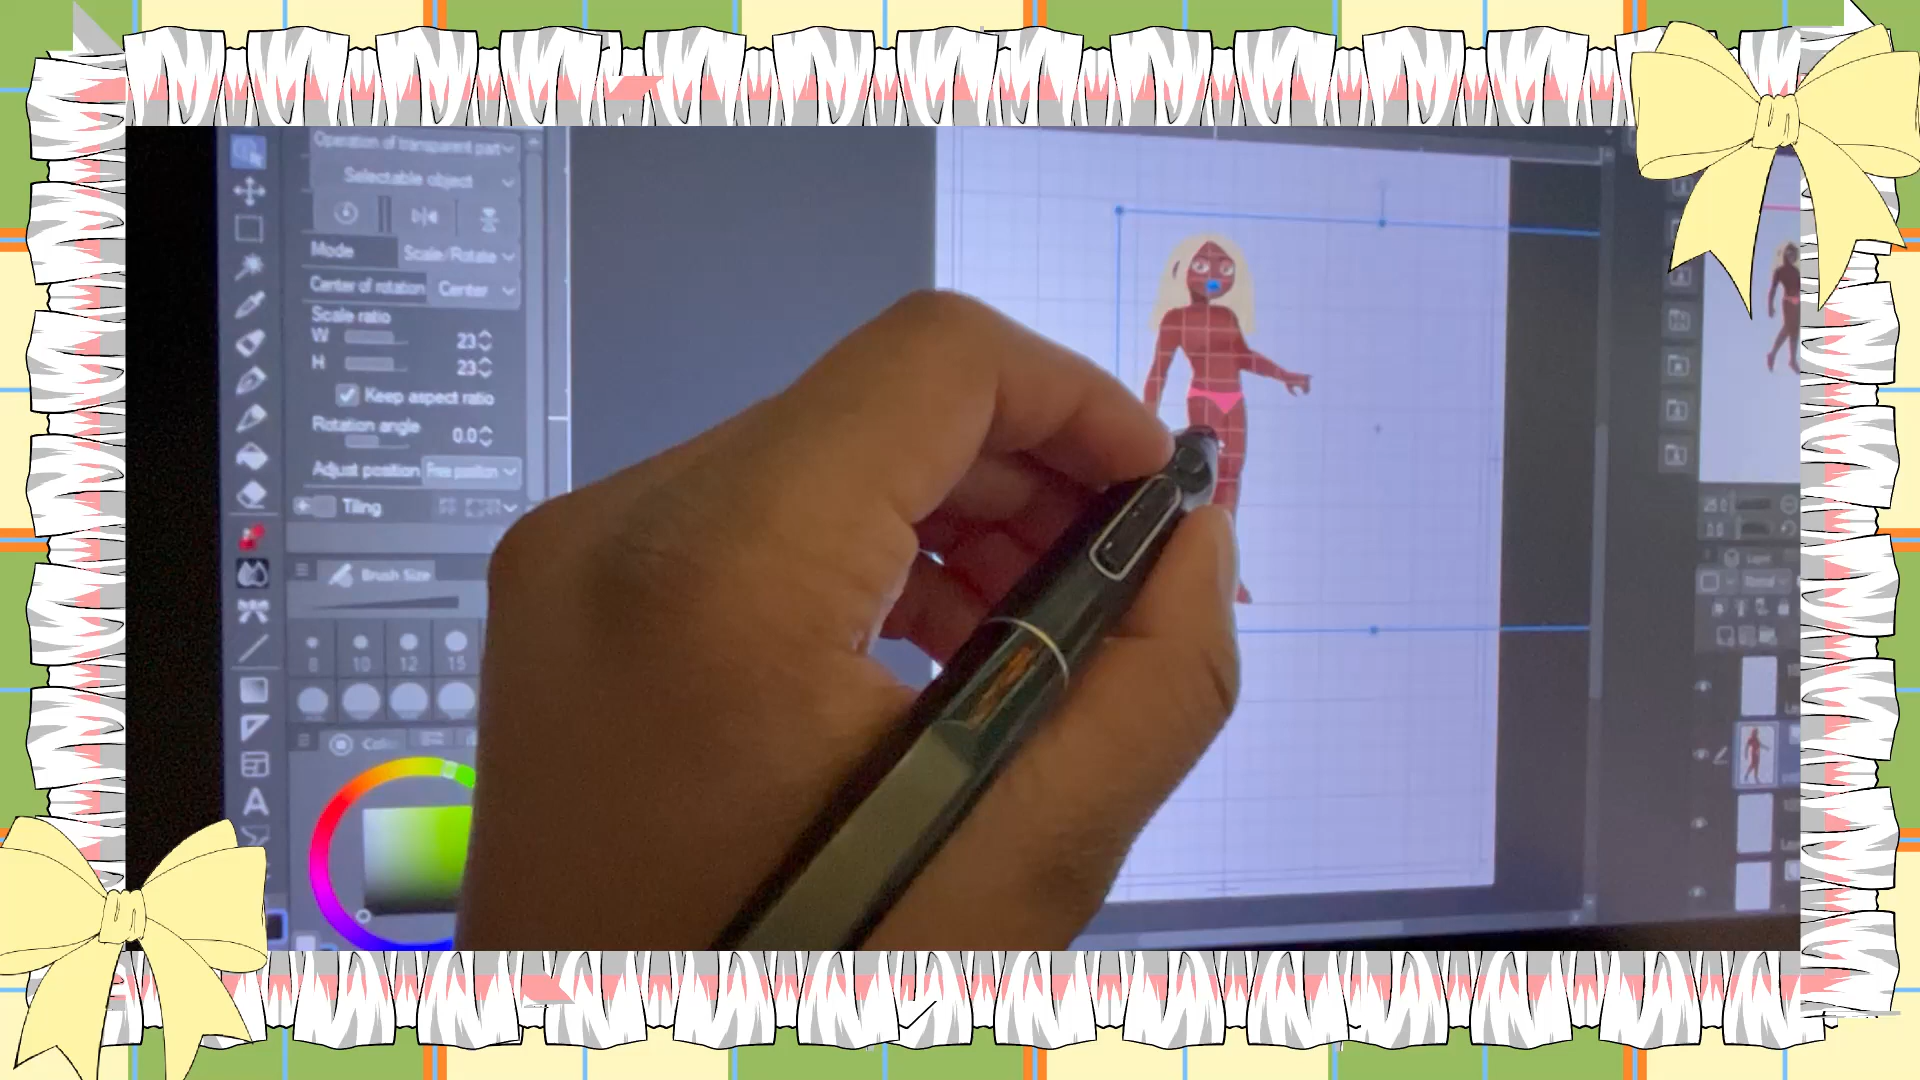 Operation of transparent part
Selectable object
Mode Scale/Rotate
Center of rotation Center
Scale ratio
W 23
H 23
Keep aspect ratio
Rotation angle 0.0
Adjust position Free position
Tiling
Brush Size
8 10 12 15
A
Layer